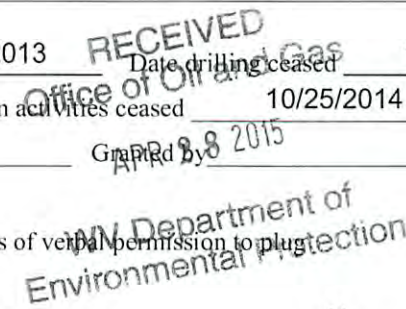 013 Date drilling ceased
RECEIVED
Office of Oil and Gas
n activities ceased 10/25/2014
Granted by
APR 28 2015
s of verbal permission to plug
WV Department of
Environmental Protection